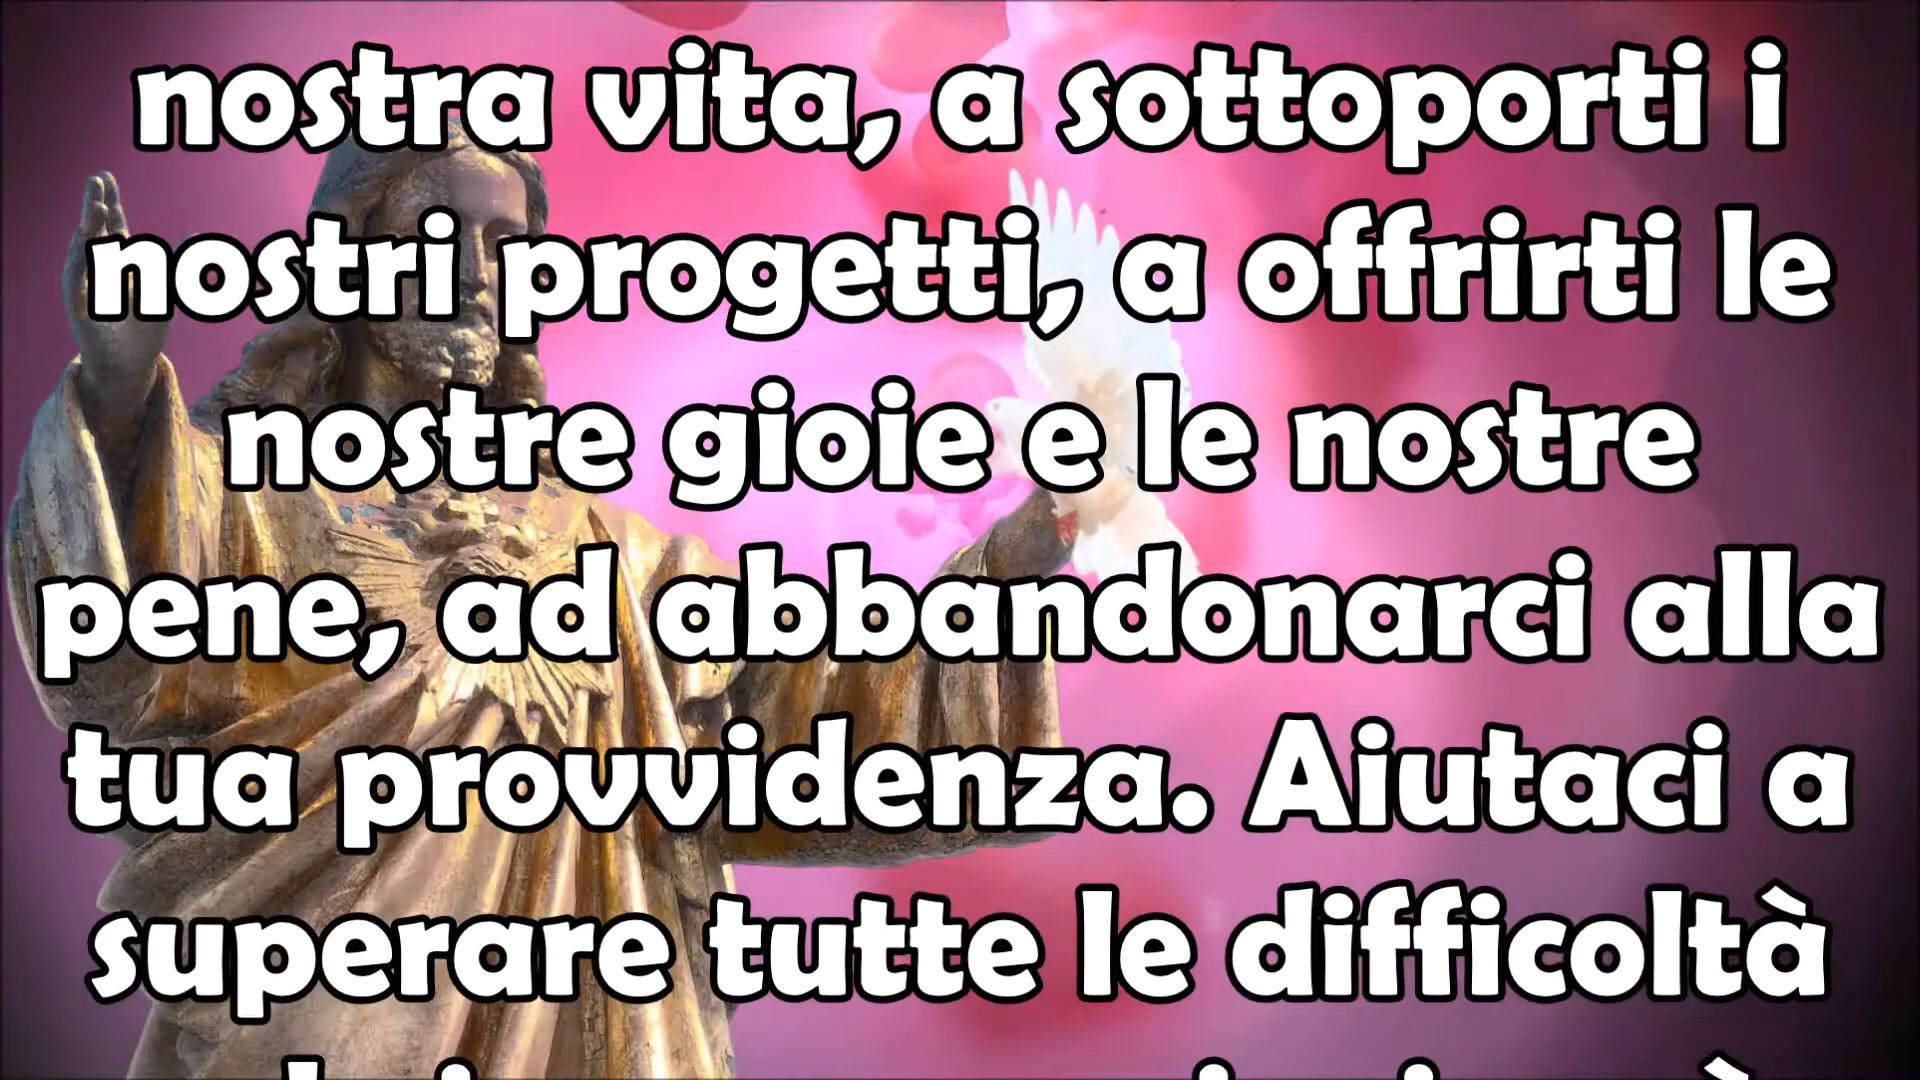 nostra vita, a sottoporti i
nostri progetti, a offrirti le
nostre gioie e le nostre
pene, ad abbandonarci alla
tua provvidenza. Aiutaci a
superare tutte le difficoltà